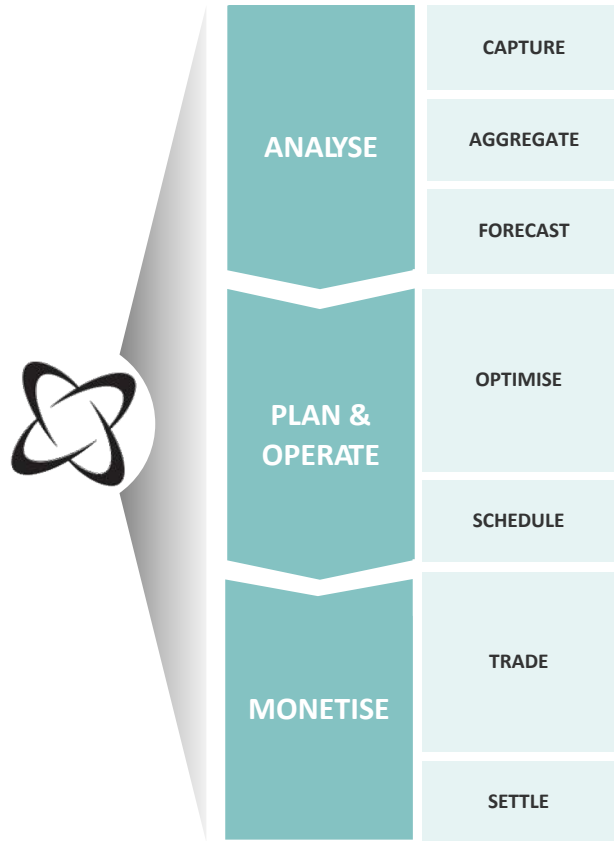 ANALYSE
CAPTURE
AGGREGATE
FORECAST
PLAN &
OPERATE
OPTIMISE
SCHEDULE
MONETISE
TRADE
SETTLE